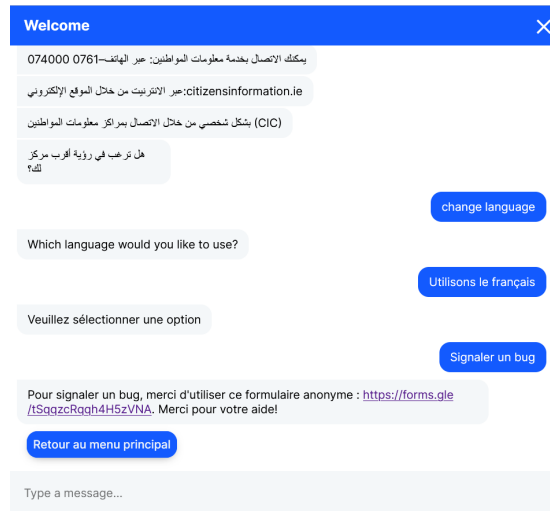 Welcome
يمكنك الاتصال بخدمة معلومات المواطنين: عبر الهاتف–0761 074000
عبر الانترنيت من خلال الموقع الإلكتروني:citizensinformation.ie
بشكل شخصي من خلال الاتصال بمراكز معلومات المواطنين (CIC)
هل ترغب في رؤية أقرب مركز
لك؟
change language
Which language would you like to use?
Utilisons le français
Veuillez sélectionner une option
Signaler un bug
Pour signaler un bug, merci d'utiliser ce formulaire anonyme : https://forms.gle
/tSqqzcRqqh4H5zVNA. Merci pour votre aide!
Retour au menu principal
Type a message...